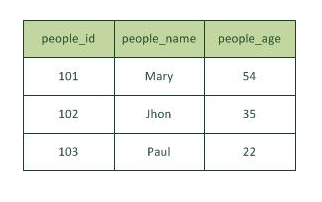 people_id people_name people_age
101 Mary 54
102 Jhon 35
103 Paul 22